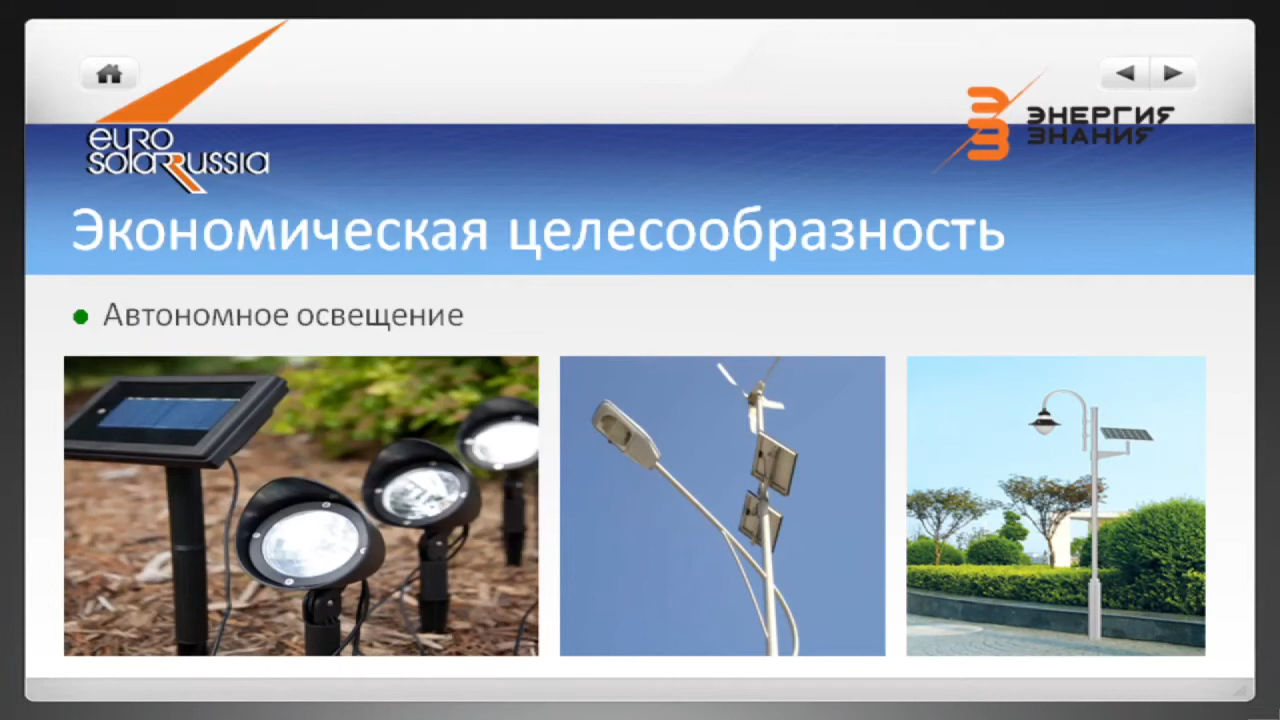 EURO
SOLARRUSSIA
ЭНЕРГИЯ
ЗНАНИЯ
Экономическая целесообразность
Автономное освещение